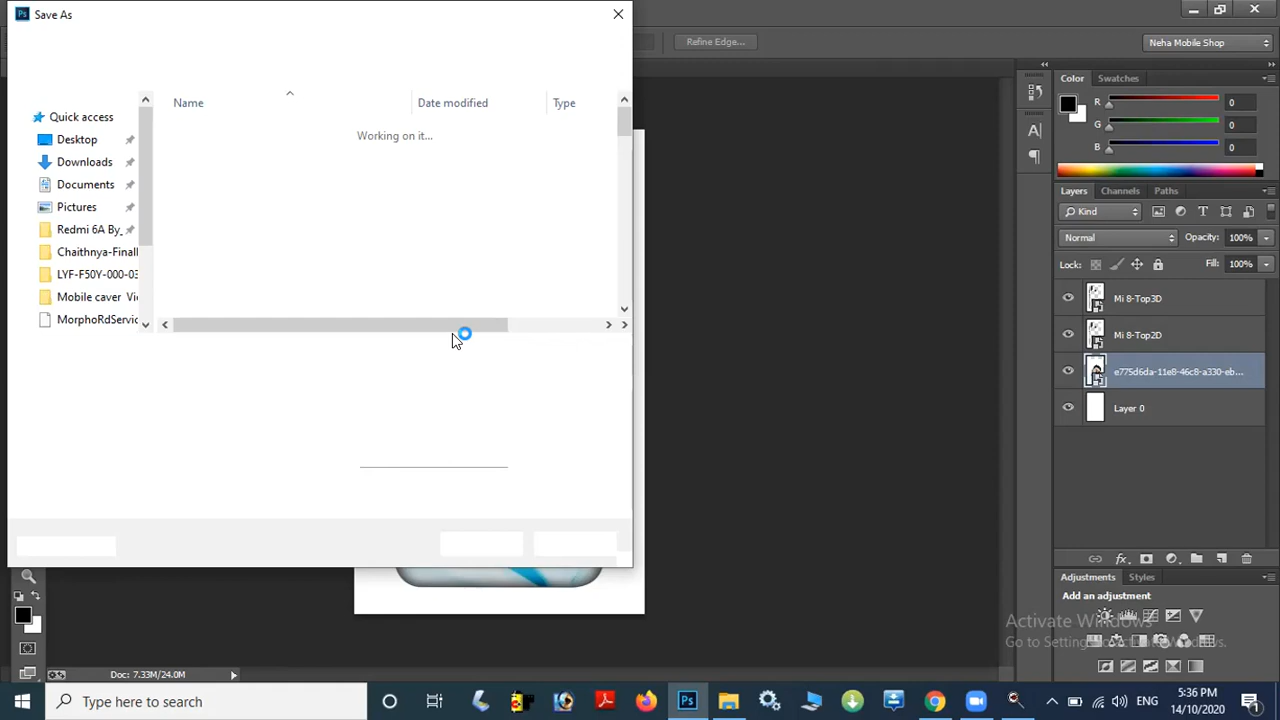 Save As
Refine Edge...
Neha Mobile Shop
Name
Date modified
Type
Working on it...
Quick access
Desktop
Downloads
Documents
Pictures
Redmi 6A By_
Chaithnya-Finall
LYF-F50Y-000-03
Mobile caver Vi
MorphoRdServic
Color
Swatches
R
0
G
0
B
0
Layers
Channels
Paths
Kind
Normal
Opacity:
100%
Lock:
Fill:
100%
Mi 8-Top3D
Mi 8-Top2D
e775d6da-11e8-46c8-a330-eb...
Layer 0
Adjustments
Styles
Add an adjustment
Activate Windows
Go to Settings to activate Windows.
Doc: 7.33M/24.0M
Type here to search
ENG
5:36 PM
14/10/2020